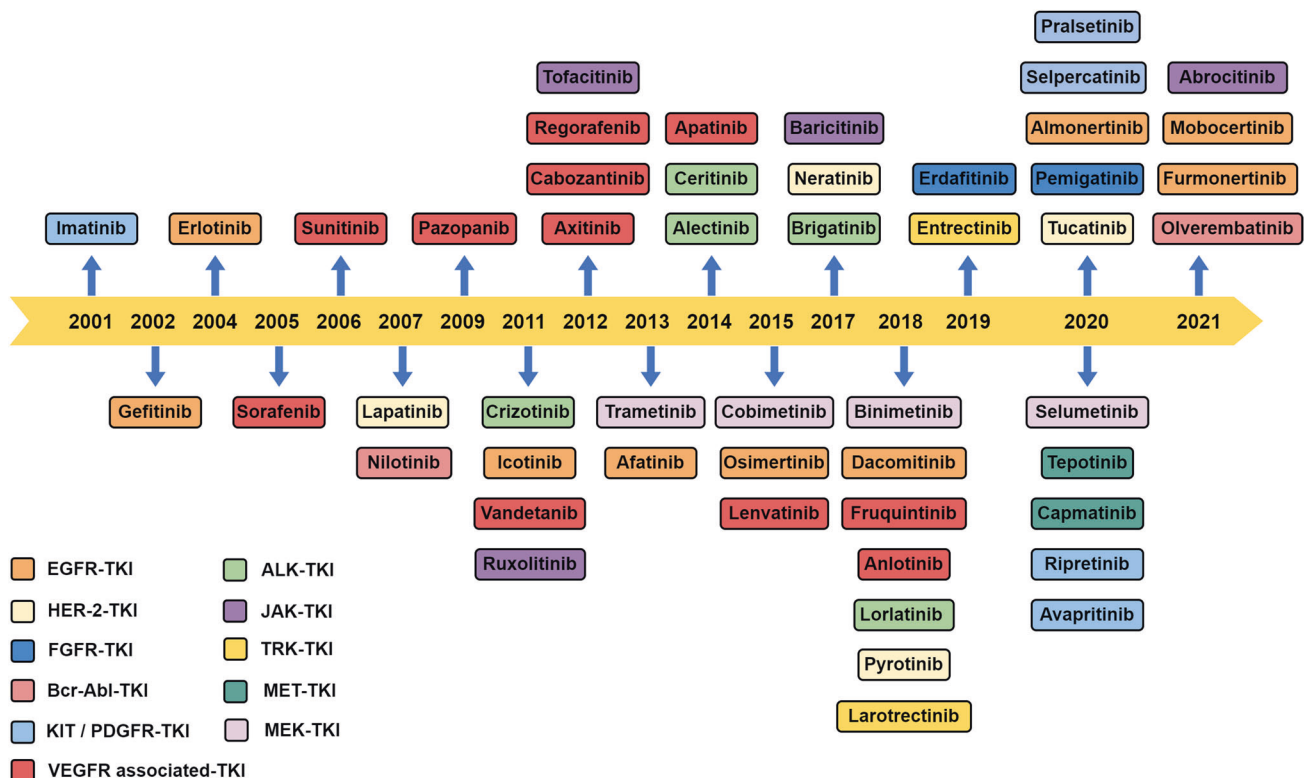 Pralsetinib
Tofacitinib Selpercatinib Abrocitinib
Regorafenib Apatinib Baricitinib Almonertinib Mobocertinib
Cabozantinib Ceritinib Neratinib Erdafitinib Pemigatinib Furmonertinib
Imatinib Erlotinib Sunitinib Pazopanib Axitinib Alectinib Brigatinib Entrectinib Tucatinib Olverembatinib
2001 2002 2004 2005 2006 2007 2009 2011 2012 2013 2014 2015 2017 2018 2019 2020 2021
Gefitinib Sorafenib Lapatinib Crizotinib Trametinib Cobimetinib Binimetinib Selumetinib
Nilotinib Icotinib Afatinib Osimertinib Dacomitinib Tepotinib
Vandetanib Lenvatinib Fruquintinib Capmatinib
Ruxolitinib Anlotinib Ripretinib
Lorlatinib Avapritinib
Pyrotinib
Larotrectinib
EGFR-TKI ALK-TKI
HER-2-TKI JAK-TKI
FGFR-TKI TRK-TKI
Bcr-Abl-TKI MET-TKI
KIT / PDGFR-TKI MEK-TKI
VEGFR associated-TKI